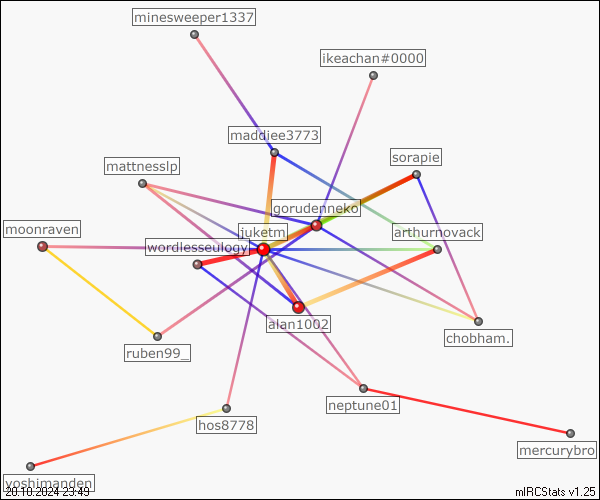 minesweeper1337
ikeachan#0000
maddiee3773
sorapie
mattnesslp
gorudenneko
moonraven
juketm
arthurnovack
wordlesseulogy
alan1002
chobham.
ruben99_
neptune01
hos8778
mercurybro
yoshimanden
20.10.2024 23:49
mIRCStats v1.25